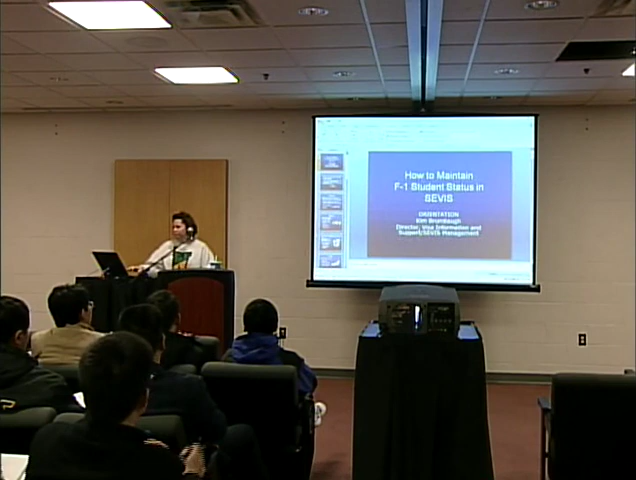 How to Maintain
F-1 Student Status in
SEVIS
ORIENTATION
Kim Brumbaugh
Director, Visa Information and
Support/SEVIS Management